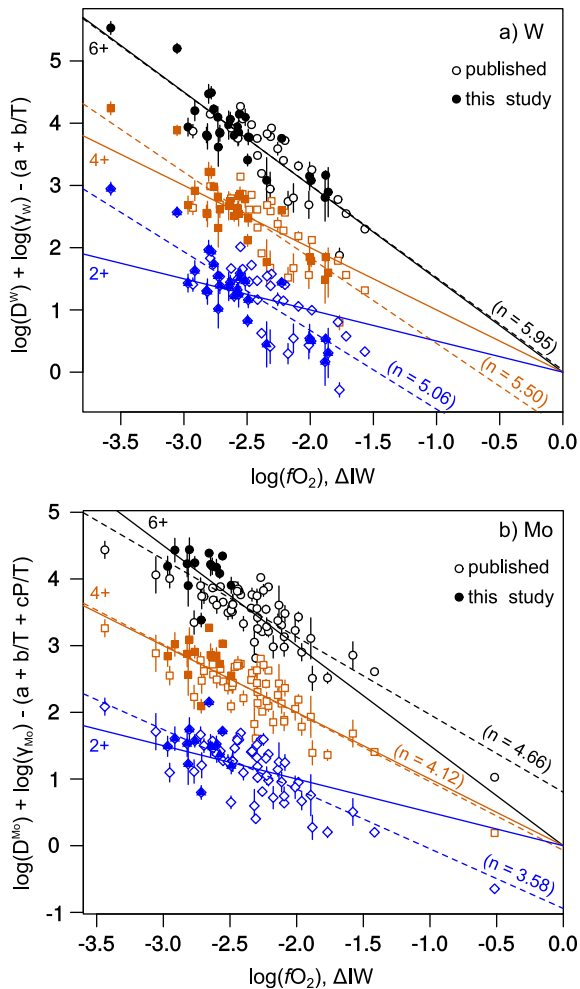 a) W
published
this study
6+
4+
2+
(n = 5.95)
(n = 5.50)
(n = 5.06)
5
4
3
2
1
0
log(Dᵂ) + log(γ_W) - (a + b/T)
-3.5 -3.0 -2.5 -2.0 -1.5 -1.0 -0.5 0.0
log(fO₂), ΔIW
b) Mo
published
this study
6+
4+
2+
(n = 4.66)
(n = 4.12)
(n = 3.58)
5
4
3
2
1
0
-1
log(Dᴹᵒ) + log(γ_Mo) - (a + b/T + cP/T)
-3.5 -3.0 -2.5 -2.0 -1.5 -1.0 -0.5 0.0
log(fO₂), ΔIW